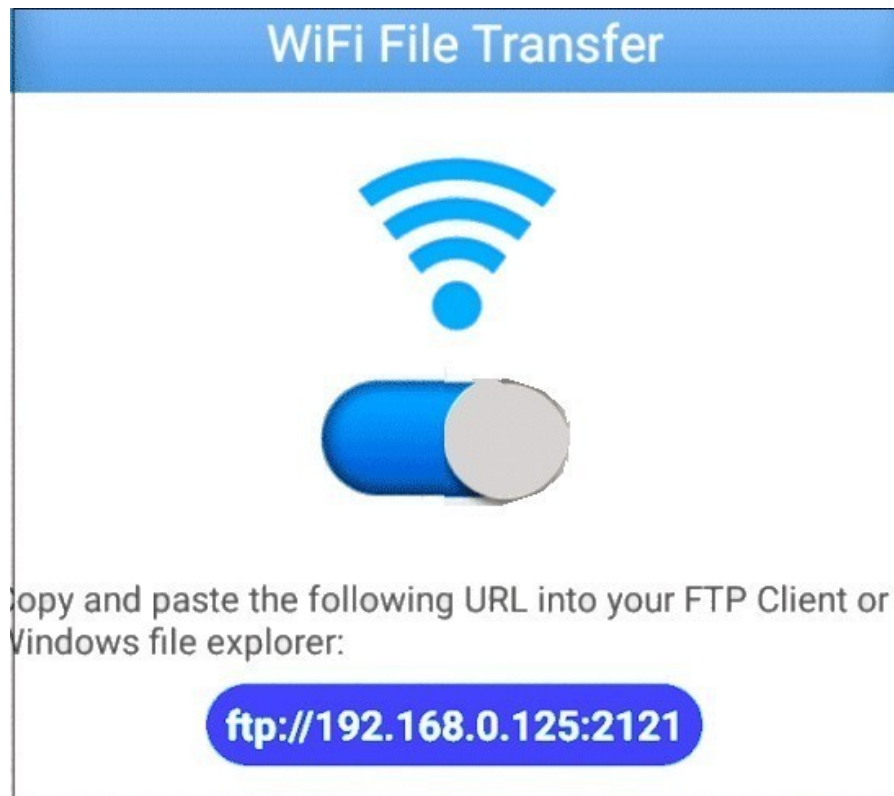 WiFi File Transfer
opy and paste the following URL into your FTP Client or
Windows file explorer:
ftp://192.168.0.125:2121